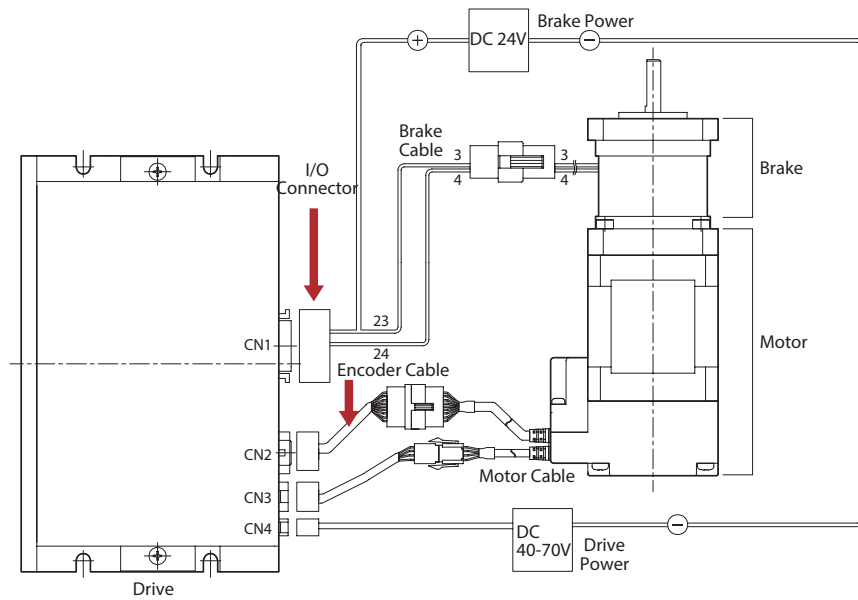 Brake Power
+
DC 24V
−
Brake
Cable
3
4
3
4
Brake
I/O
Connector
23
CN1
24
Motor
Encoder Cable
CN2
Motor Cable
CN3
CN4
DC
40-70V
−
Drive
Power
Drive